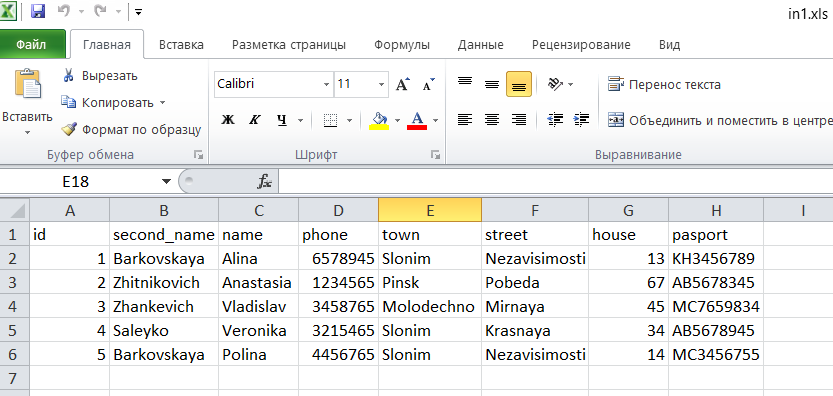 in1.xls
Файл Главная Вставка Разметка страницы Формулы Данные Рецензирование Вид
Вставить
Вырезать
Копировать
Формат по образцу
Буфер обмена
Calibri 11 A A
Ж К Ч A
Шрифт
Перенос текста
Объединить и поместить в центре
Выравнивание
E18 fx
A B C D E F G H I
1 id second_name name phone town street house pasport
2 1 Barkovskaya Alina 6578945 Slonim Nezavisimosti 13 KH3456789
3 2 Zhitnikovich Anastasia 1234565 Pinsk Pobeda 67 AB5678345
4 3 Zhankevich Vladislav 3458765 Molodechno Mirnaya 45 MC7659834
5 4 Saleyko Veronika 3215465 Slonim Krasnaya 34 AB5678945
6 5 Barkovskaya Polina 4456765 Slonim Nezavisimosti 14 MC3456755
7